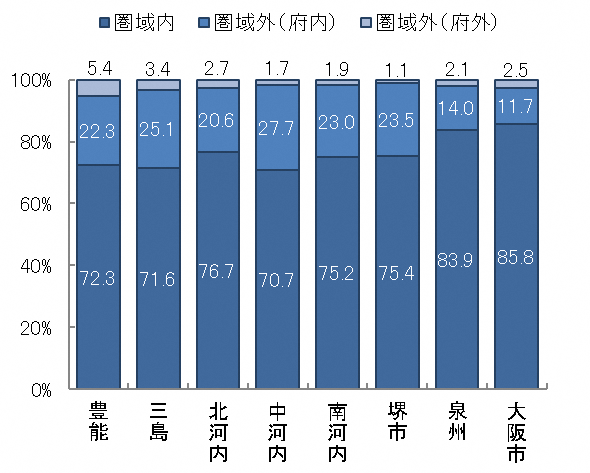 圏域内 圏域外(府内) 圏域外(府外)
5.4 3.4 2.7 1.7 1.9 1.1 2.1 2.5
100%
80%
60%
40%
20%
0%
22.3 25.1 20.6 27.7 23.0 23.5 14.0 11.7
72.3 71.6 76.7 70.7 75.2 75.4 83.9 85.8
豊能 三島 北河内 中河内 南河内 堺市 泉州 大阪市